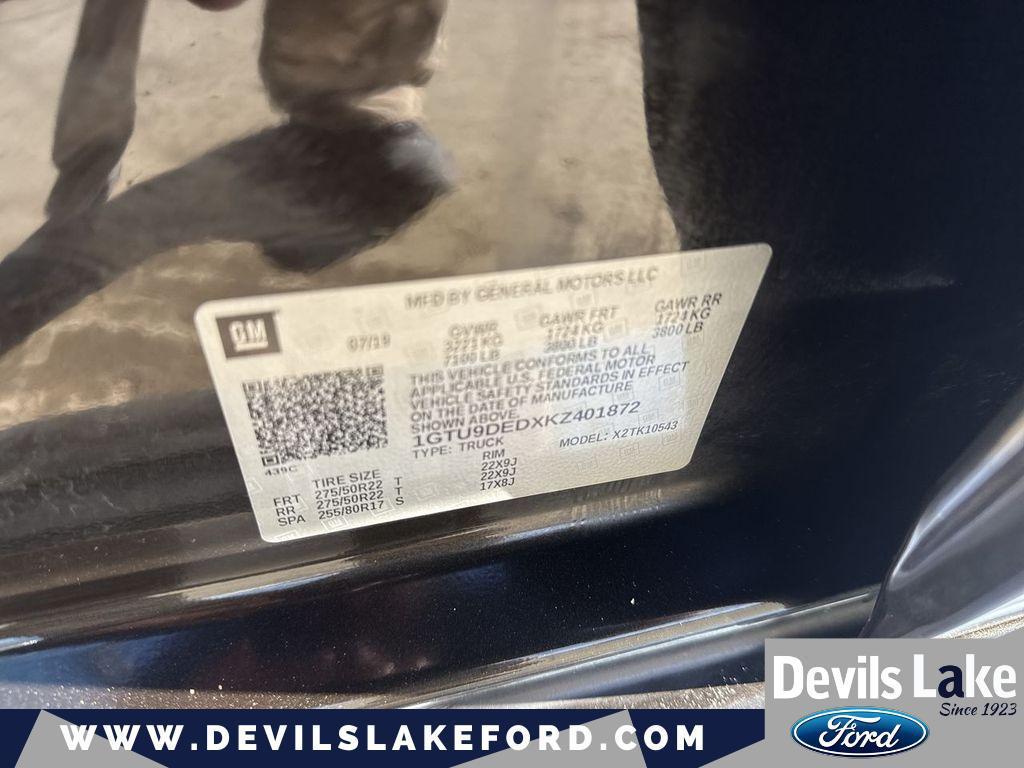 MFD BY GENERAL MOTORS LLC
GM
07/19
GVWR
GAWR FRT
GAWR RR
3221 KG
1724 KG
1724 KG
7100 LB
3800 LB
3800 LB
THIS VEHICLE CONFORMS TO ALL
APPLICABLE U.S. FEDERAL MOTOR
VEHICLE SAFETY STANDARDS IN EFFECT
ON THE DATE OF MANUFACTURE
SHOWN ABOVE.
1GTU9DEDXKZ401872
TYPE: TRUCK
MODEL: X2TK10543
439C
TIRE SIZE
RIM
FRT 275/50R22 T 22X9J
RR 275/50R22 T 22X9J
SPA 255/80R17 S 17X8J
WWW.DEVILSLAKEFORD.COM
Devils Lake
Since 1923
Ford